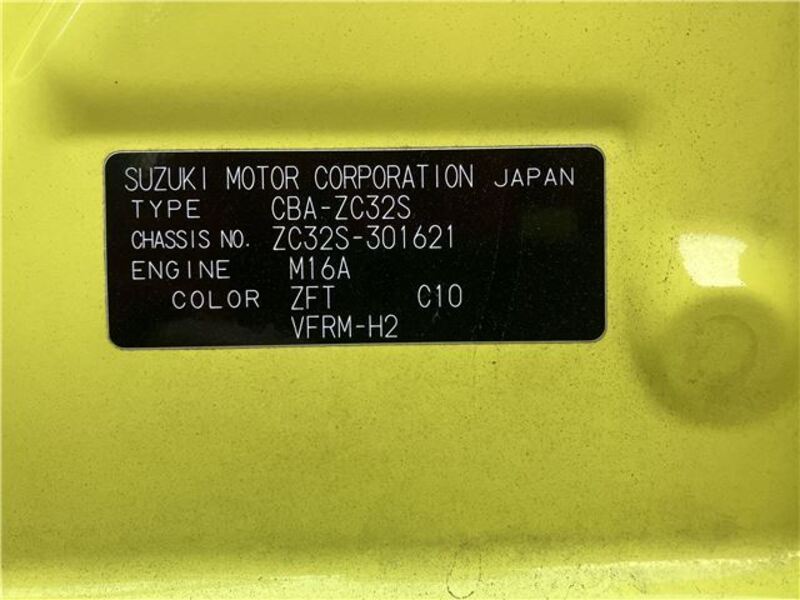 SUZUKI MOTOR CORPORATION JAPAN
TYPE CBA-ZC32S
CHASSIS NO. ZC32S-301621
ENGINE M16A
COLOR ZFT C10
VFRM-H2